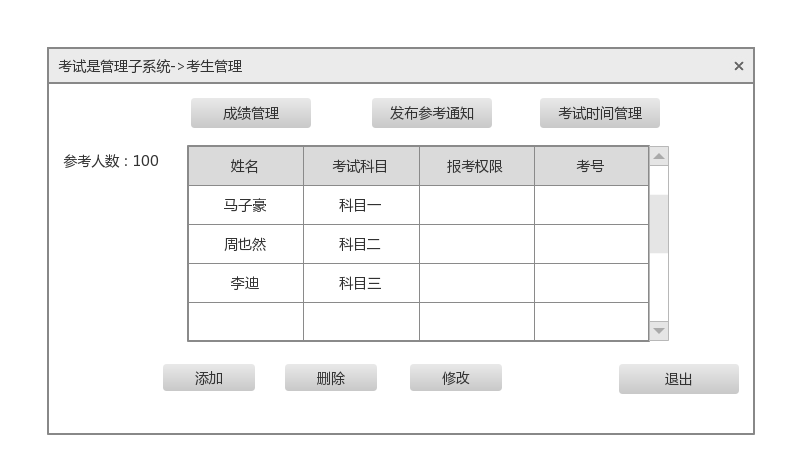 考试是管理子系统->考生管理 ×
成绩管理 发布参考通知 考试时间管理
参考人数：100
姓名 考试科目 报考权限 考号
马子豪 科目一
周也然 科目二
李迪 科目三
添加 删除 修改 退出